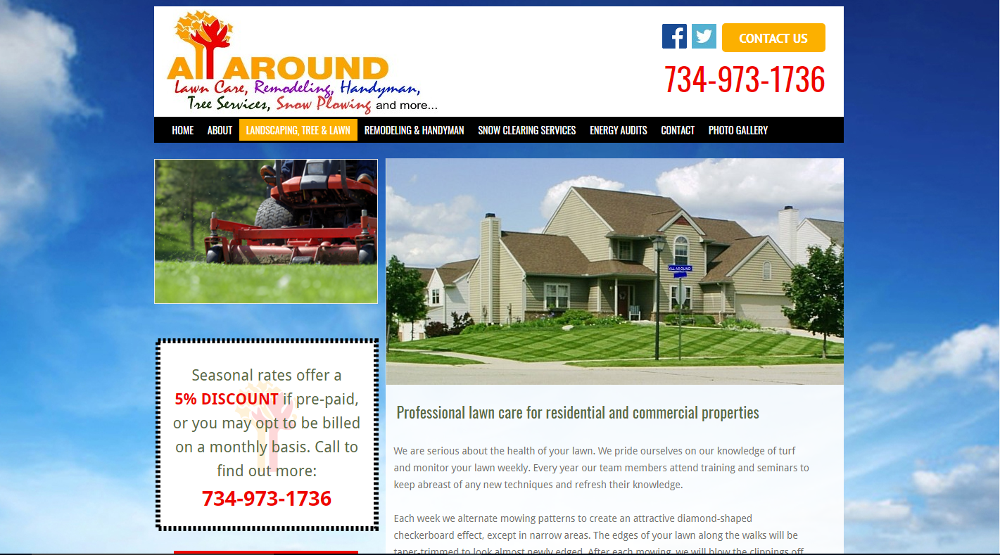 All AROUND
Lawn Care, Remodeling, Handyman,
Tree Services, Snow Plowing and more...
CONTACT US
734-973-1736
HOME ABOUT LANDSCAPING, TREE & LAWN REMODELING & HANDYMAN SNOW CLEARING SERVICES ENERGY AUDITS CONTACT PHOTO GALLERY
ALL AROUND
Seasonal rates offer a
5% DISCOUNT if pre-paid,
or you may opt to be billed
on a monthly basis. Call to
find out more:
734-973-1736
Professional lawn care for residential and commercial properties
We are serious about the health of your lawn. We pride ourselves on our knowledge of turf
and monitor your lawn weekly. Every year our team members attend training and seminars to
keep abreast of any new techniques and refresh their knowledge.
Each week we alternate mowing patterns to create an attractive diamond-shaped
checkerboard effect, except in narrow areas. The edges of your lawn along the walks will be
taper-trimmed to look almost newly edged. After each mowing, we will blow the clippings off